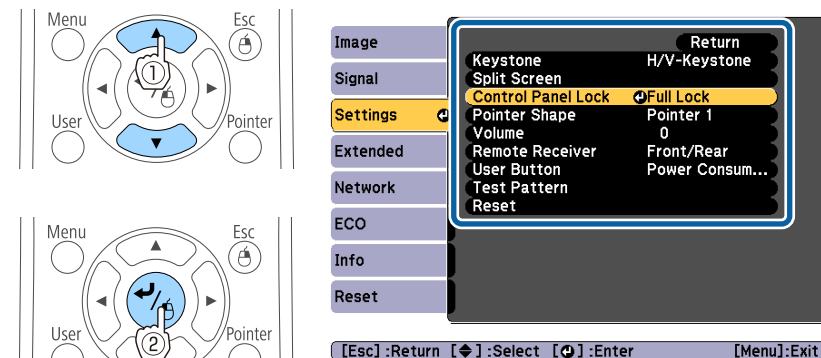 Menu
Esc
①
User
Pointer
Menu
Esc
User
②
Pointer
Image
Signal
Settings
Extended
Network
ECO
Info
Reset
Return
Keystone H/V-Keystone
Split Screen
Control Panel Lock Full Lock
Pointer Shape Pointer 1
Volume 0
Remote Receiver Front/Rear
User Button Power Consum...
Test Pattern
Reset
[Esc] :Return [◆] :Select [⏎] :Enter [Menu]:Exit